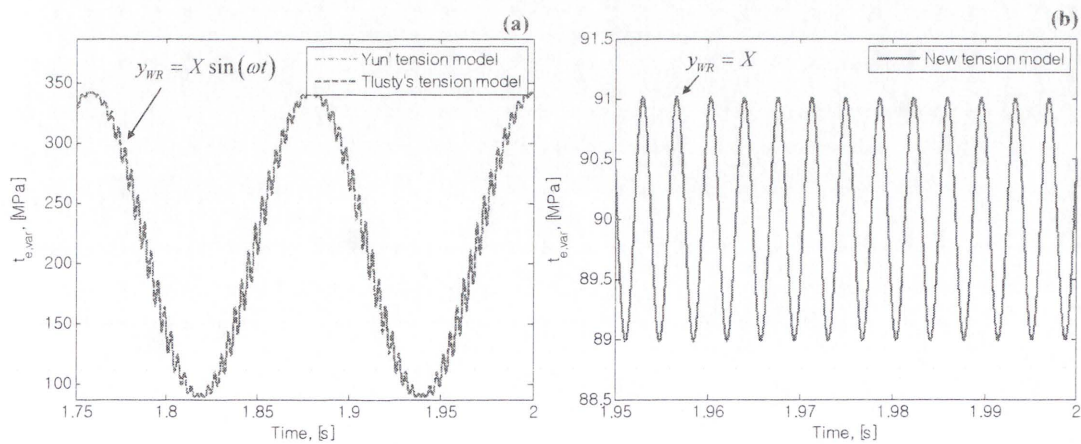 (a)
Yun' tension model
Tlusty's tension model
y_WR = X sin(ωt)
350
300
250
200
150
100
t_e,var, [MPa]
1.75 1.8 1.85 1.9 1.95 2
Time, [s]
(b)
New tension model
y_WR = X
91.5
91
90.5
90
89.5
89
88.5
t_e,var, [MPa]
1.95 1.96 1.97 1.98 1.99 2
Time, [s]